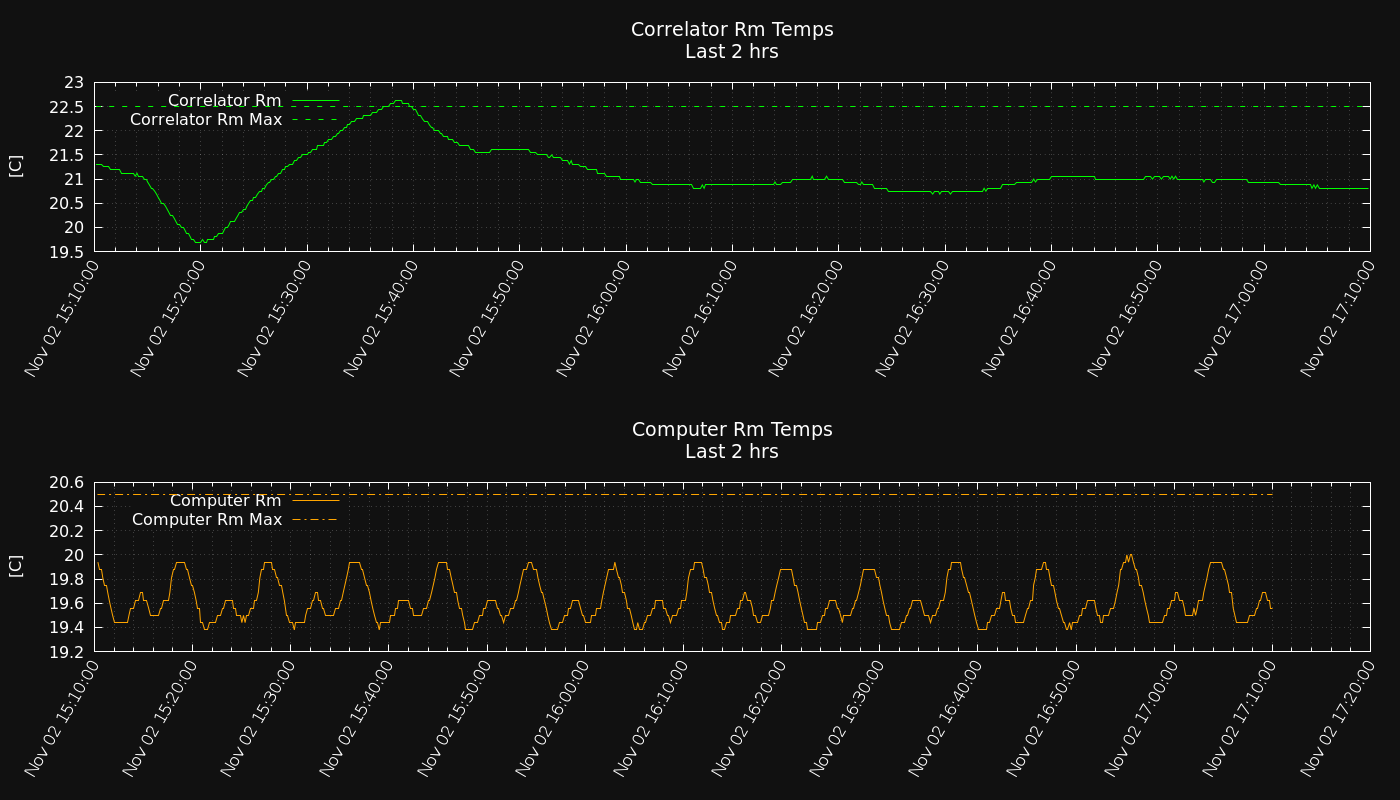 Correlator Rm Temps
Last 2 hrs
[C]
23
22.5
22
21.5
21
20.5
20
19.5
Correlator Rm
Correlator Rm Max
Nov 02 15:10:00
Nov 02 15:20:00
Nov 02 15:30:00
Nov 02 15:40:00
Nov 02 15:50:00
Nov 02 16:00:00
Nov 02 16:10:00
Nov 02 16:20:00
Nov 02 16:30:00
Nov 02 16:40:00
Nov 02 16:50:00
Nov 02 17:00:00
Nov 02 17:10:00
Computer Rm Temps
Last 2 hrs
[C]
20.6
20.4
20.2
20
19.8
19.6
19.4
19.2
Computer Rm
Computer Rm Max
Nov 02 15:10:00
Nov 02 15:20:00
Nov 02 15:30:00
Nov 02 15:40:00
Nov 02 15:50:00
Nov 02 16:00:00
Nov 02 16:10:00
Nov 02 16:20:00
Nov 02 16:30:00
Nov 02 16:40:00
Nov 02 16:50:00
Nov 02 17:00:00
Nov 02 17:10:00
Nov 02 17:20:00